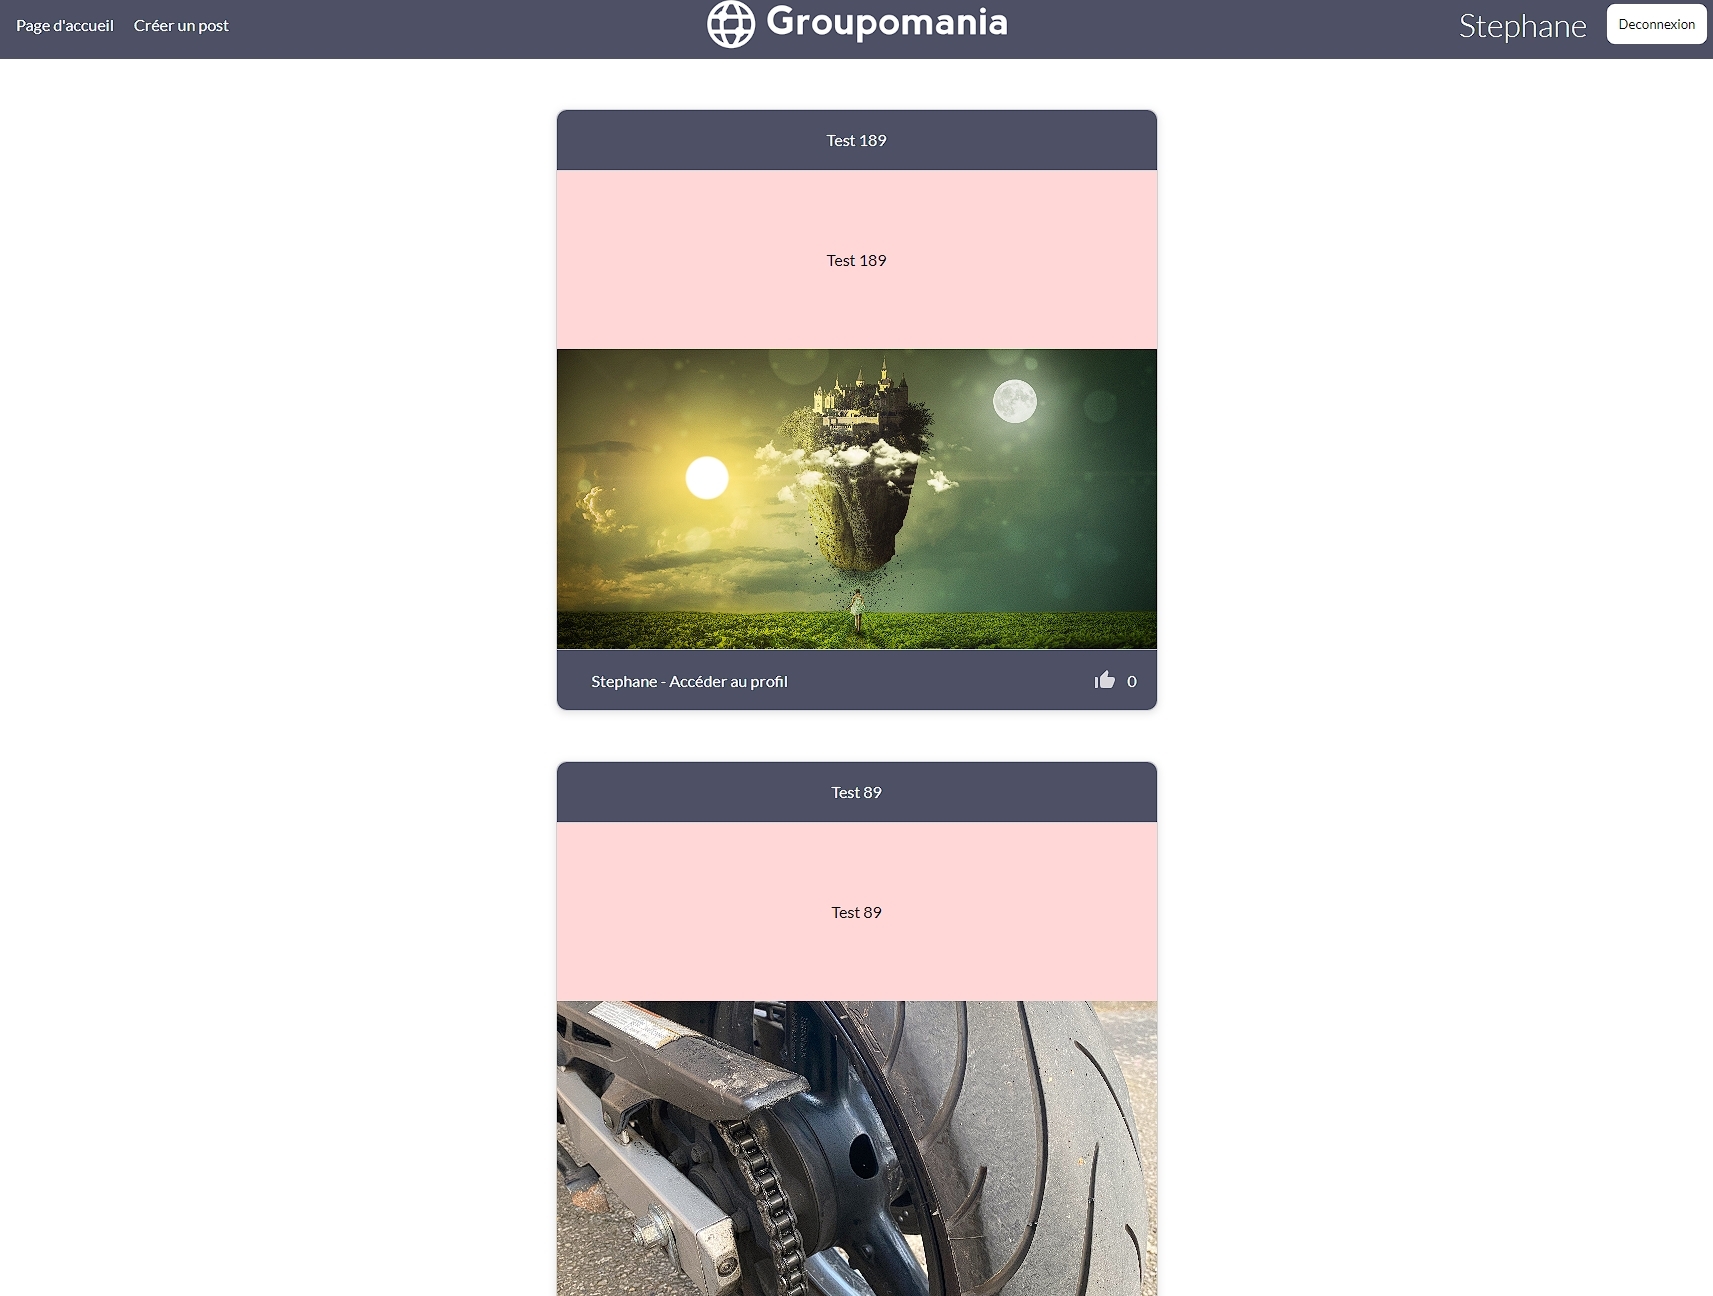 Page d'accueil Créer un post Groupomania Stephane Deconnexion
Test 189
Test 189
Stephane - Accéder au profil 0
Test 89
Test 89